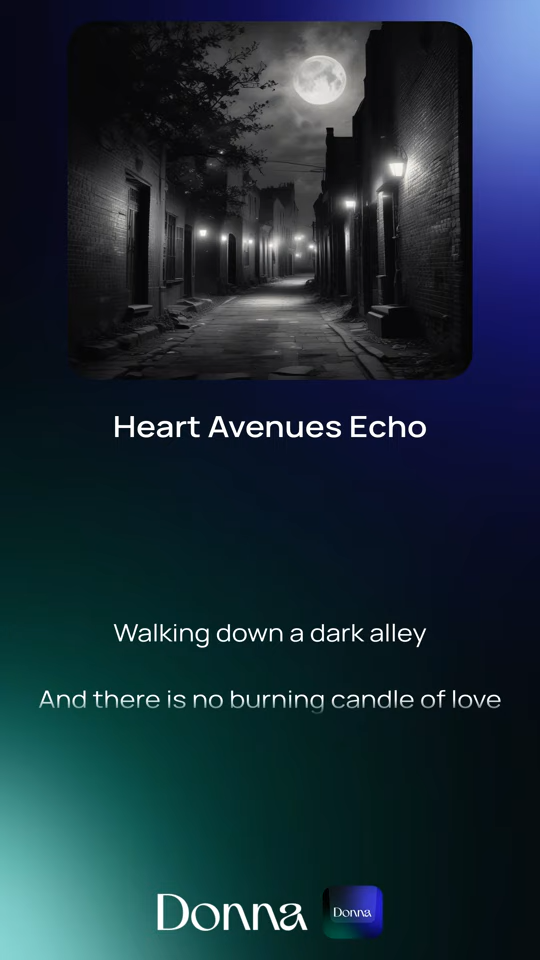 Heart Avenues Echo
Walking down a dark alley
And there is no burning candle of love
Donna
Donna